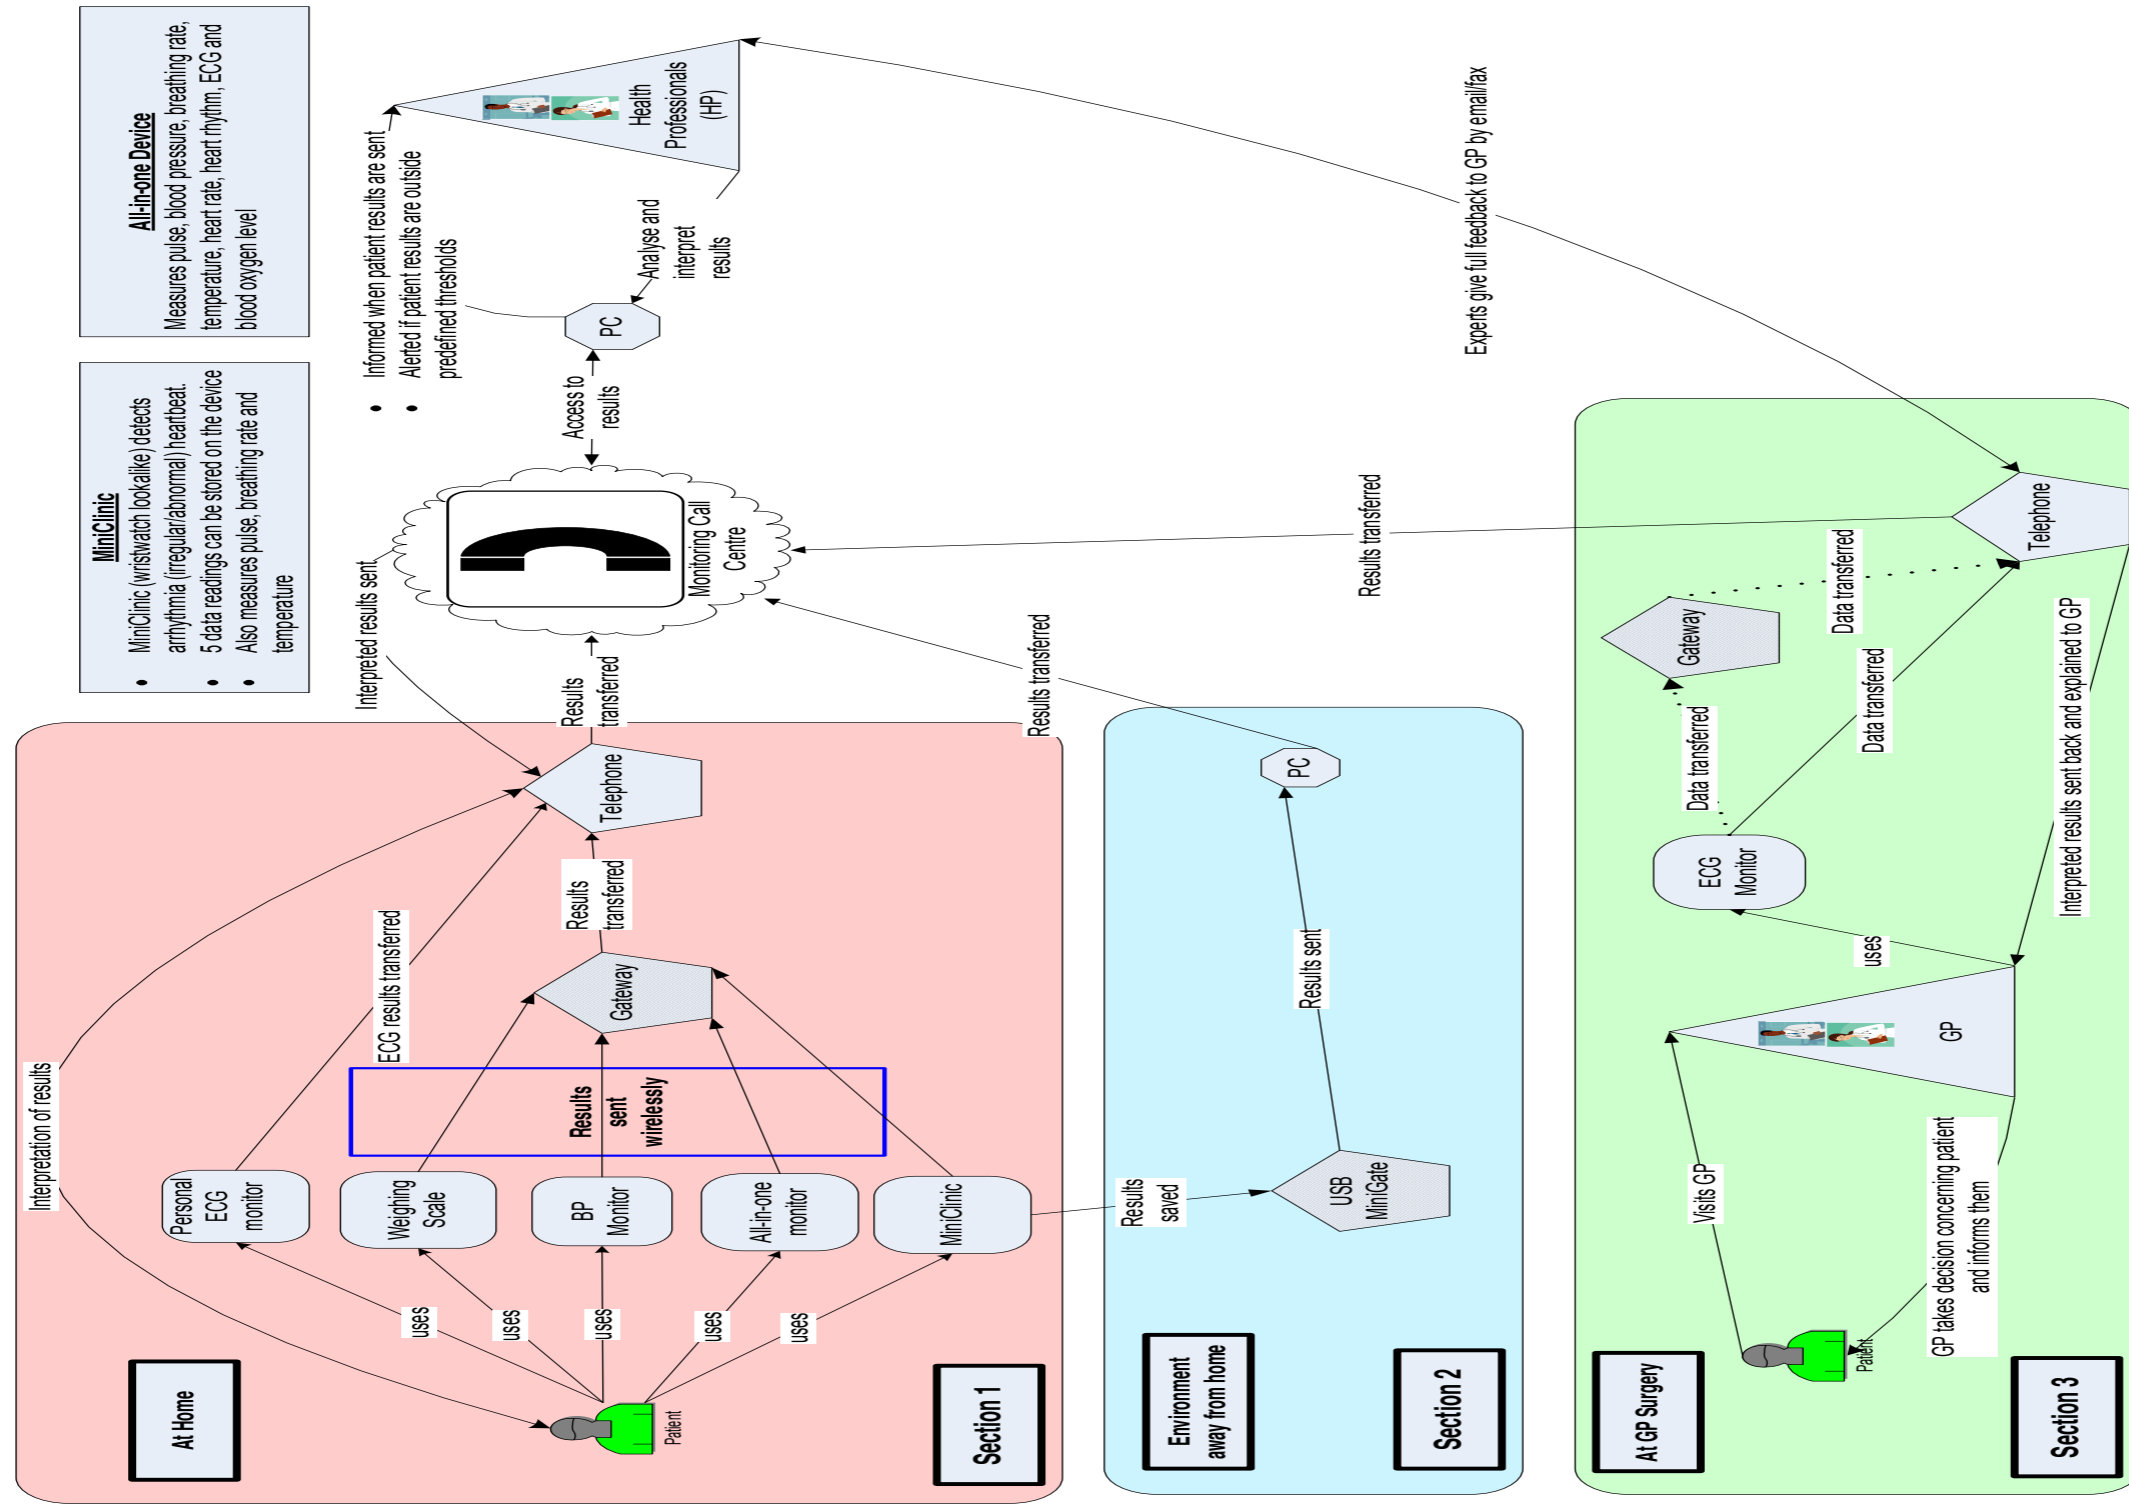 At Home
Section 1
Patient
uses
uses
uses
uses
uses
Personal
ECG
monitor
Weighing
Scale
BP
Monitor
All-in-one
monitor
MiniClinic
Interpretation of results
ECG results transferred
Results
sent
wirelessly
Gateway
Results
transferred
Telephone
Results
transferred
Interpreted results sent
Monitoring Call
Centre
Access to
results
PC
Analyse and
interpret
results
• Informed when patient results are sent
• Alerted if patient results are outside
predefined thresholds
Health
Professionals
(HP)
MiniClinic
• MiniClinic (wristwatch lookalike) detects
arrhythmia (irregular/abnormal) heartbeat.
• 5 data readings can be stored on the device
• Also measures pulse, breathing rate and
temperature
All-in-one Device
Measures pulse, blood pressure, breathing rate,
temperature, heart rate, heart rhythm, ECG and
blood oxygen level
Environment
away from home
Section 2
Results
saved
USB
MiniGate
Results sent
PC
Results transferred
At GP Surgery
Section 3
Patient
Visits GP
GP takes decision concerning patient
and informs them
GP
uses
ECG
Monitor
Data transferred
Gateway
Data transferred
Data transferred
Telephone
Interpreted results sent back and explained to GP
Results transferred
Experts give full feedback to GP by email/fax